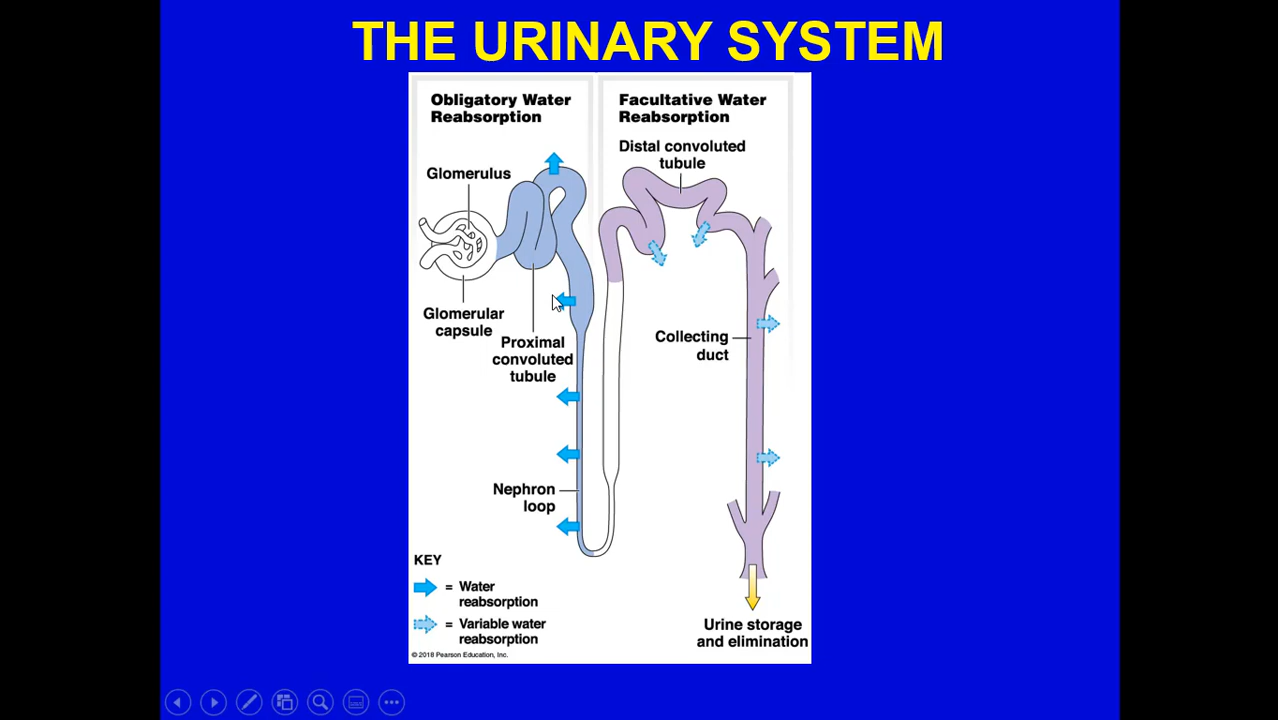 THE URINARY SYSTEM
Obligatory Water
Reabsorption
Facultative Water
Reabsorption
Distal convoluted
tubule
Glomerulus
Glomerular
capsule
Proximal
convoluted
tubule
Collecting
duct
Nephron
loop
KEY
= Water
reabsorption
= Variable water
reabsorption
Urine storage
and elimination
© 2018 Pearson Education, Inc.